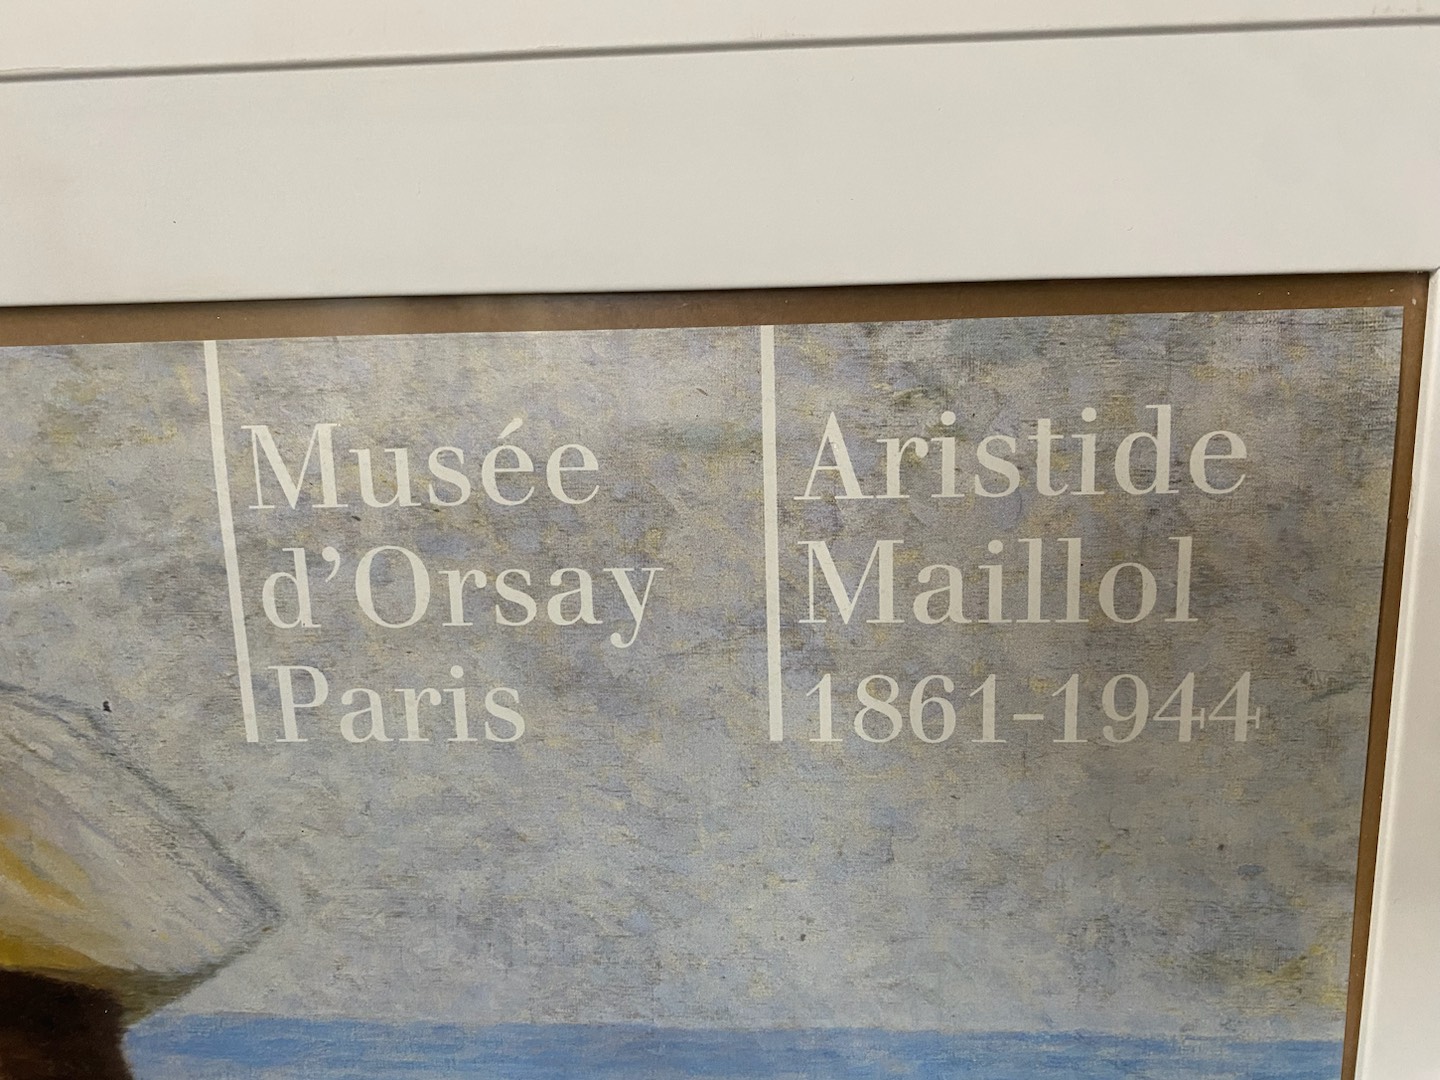 Musée
d'Orsay
Paris
Aristide
Maillol
1861-1944